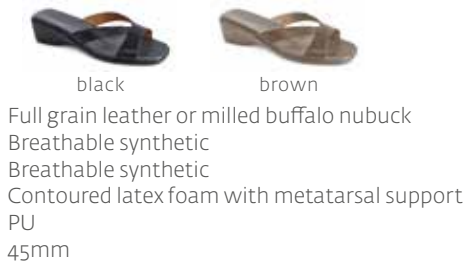 black brown
Full grain leather or milled buffalo nubuck
Breathable synthetic
Breathable synthetic
Contoured latex foam with metatarsal support
PU
45mm